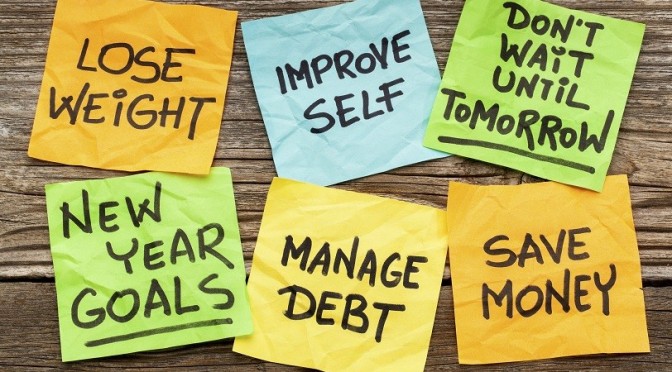 LOSE
WEIGHT
IMPROVE
SELF
DON'T
WAIT
UNTIL
TOMORROW
NEW
YEAR
GOALS
MANAGE
DEBT
SAVE
MONEY